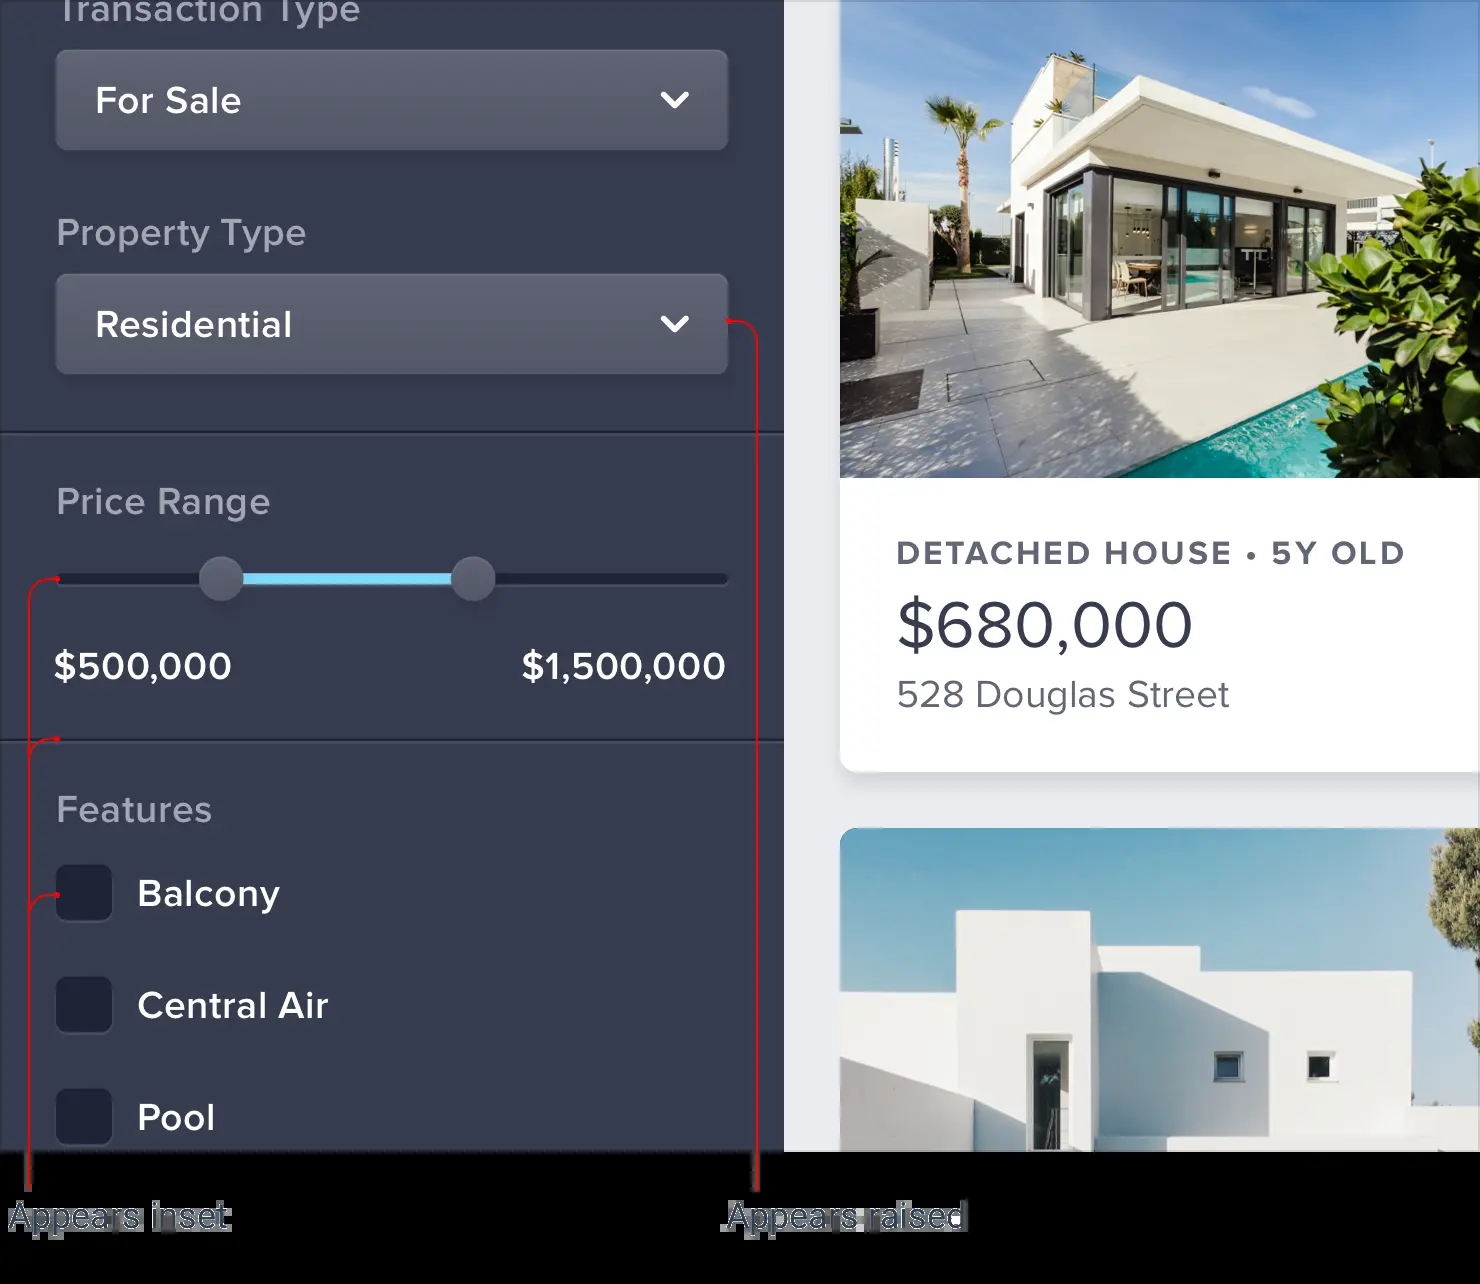 Transaction Type
For Sale
Property Type
Residential
Price Range
$500,000
$1,500,000
Features
Balcony
Central Air
Pool
DETACHED HOUSE • 5Y OLD
$680,000
528 Douglas Street
Appears inset
Appears raised